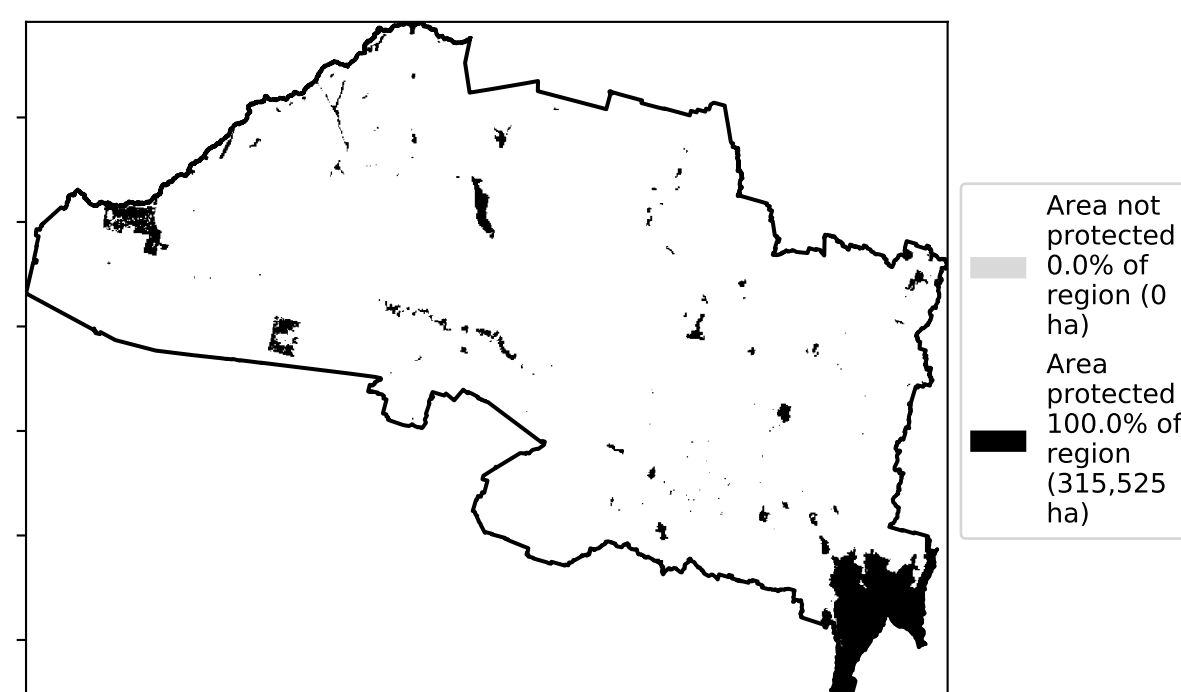 Area not
protected
0.0% of
region (0
ha)
Area
protected
100.0% of
region
(315,525
ha)